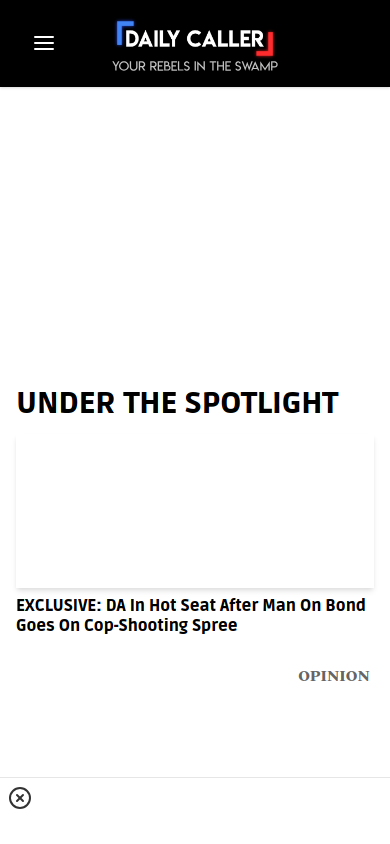 DAILY CALLER
YOUR REBELS IN THE SWAMP
UNDER THE SPOTLIGHT
EXCLUSIVE: DA In Hot Seat After Man On Bond
Goes On Cop-Shooting Spree
OPINION